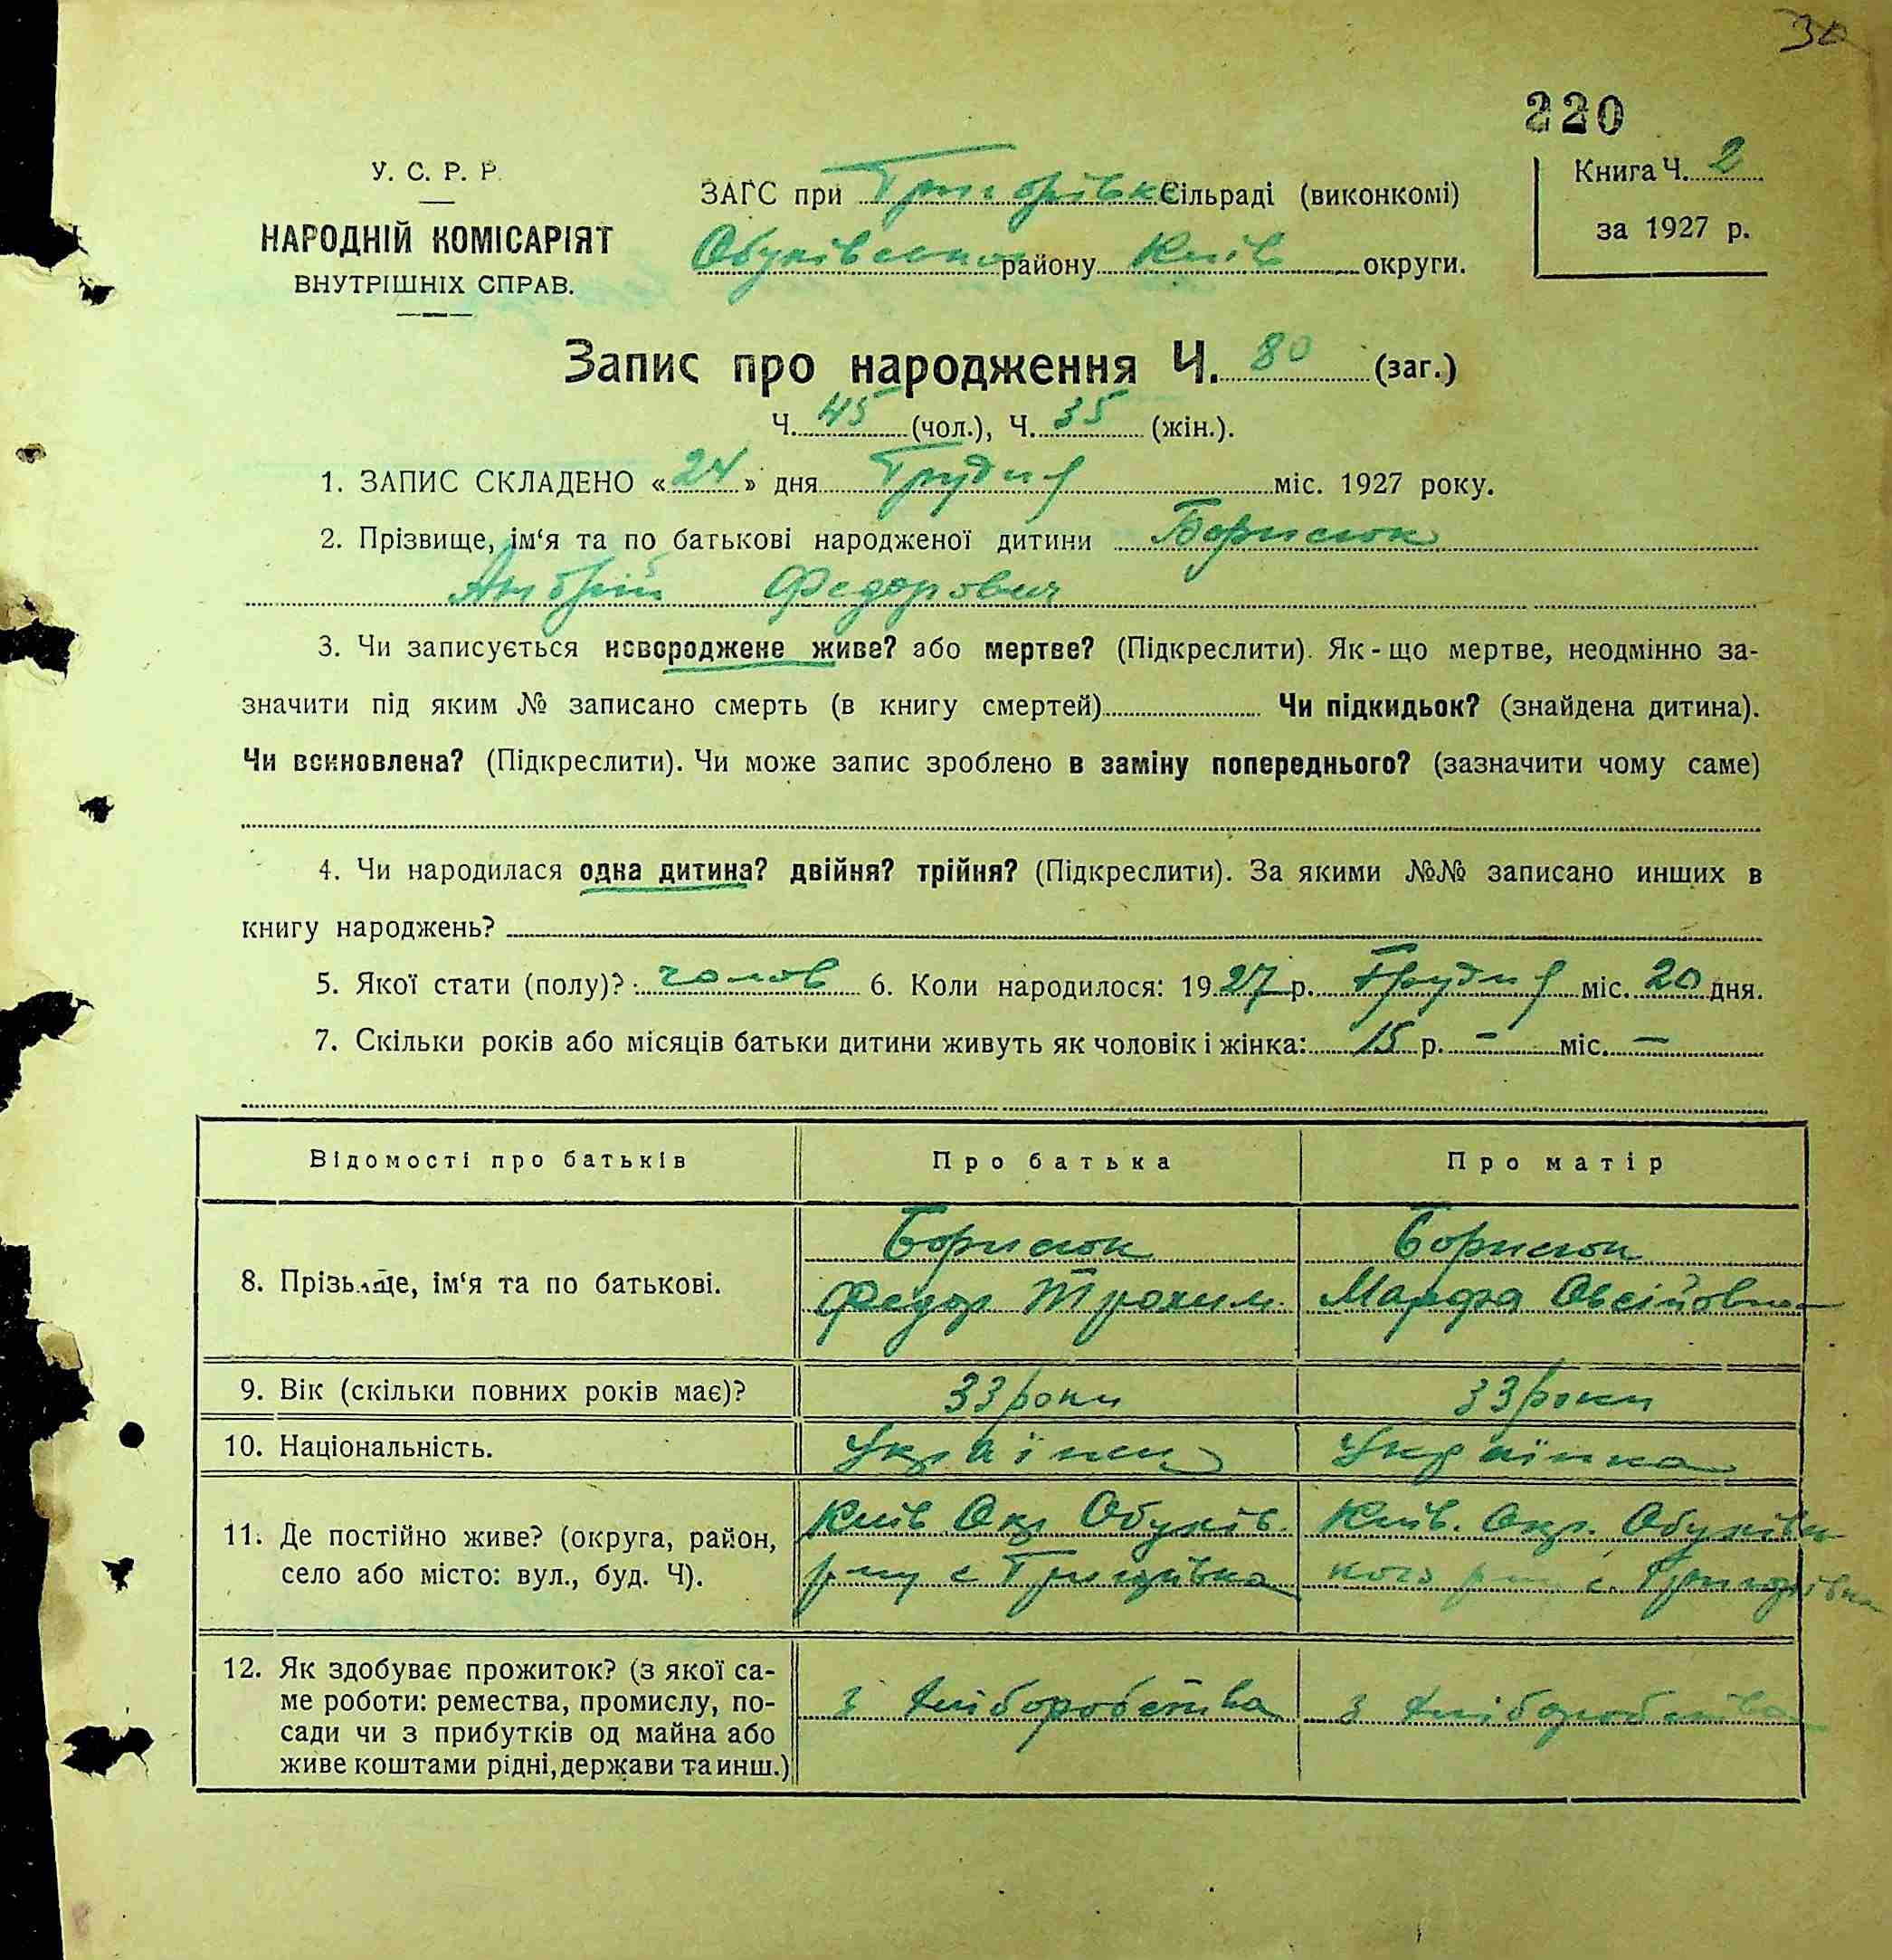 30
220
У. С. Р. Р.
НАРОДНІЙ КОМІСАРІЯТ
ВНУТРІШНІХ СПРАВ.
Книга Ч. 2
за 1927 р.
ЗАГС при Григорівск. Сільраді (виконкомі)
Обухівського району Київ округи.
Запис про народження Ч. 80 (заг.)
Ч. 45 (чол.), Ч. 35 (жін.).
1. ЗАПИС СКЛАДЕНО «24» дня Грудня міс. 1927 року.
2. Прізвище, ім‘я та по батькові народженої дитини Борисюк
Андрій Федорович
3. Чи записується новороджене живе? або мертве? (Підкреслити). Як-що мертве, неодмінно за-
значити під яким № записано смерть (в книгу смертей) Чи підкидьок? (знайдена дитина).
Чи всиновлена? (Підкреслити). Чи може запис зроблено в заміну попереднього? (зазначити чому саме)
4. Чи народилася одна дитина? двійня? трійня? (Підкреслити). За якими №№ записано инших в
книгу народжень?
5. Якої стати (полу)? чолов 6. Коли народилося: 1927 р. Грудня міс. 20 дня.
7. Скільки років або місяців батьки дитини живуть як чоловік і жінка: 15 р. – міс. –
Відомості про батьків Про батька Про матір
8. Прізвище, ім‘я та по батькові.
Борисюк
Федор Трохим.
Борисюк
Марфа Овсійовна
9. Вік (скільки повних років має)? 33 роки 33 роки
10. Національність. Українец Українка
11. Де постійно живе? (округа, район,
село або місто: вул., буд. Ч).
Київ Окр Обухів.
р-ну с Григорівка
Київ. Окр. Обухівсь
кого р-ну с. Григорівка
12. Як здобуває прожиток? (з якої са-
ме роботи: ремества, промислу, по-
сади чи з прибутків од майна або
живе коштами рідні, держави та инш.)
з хліборобства
з хліборобства